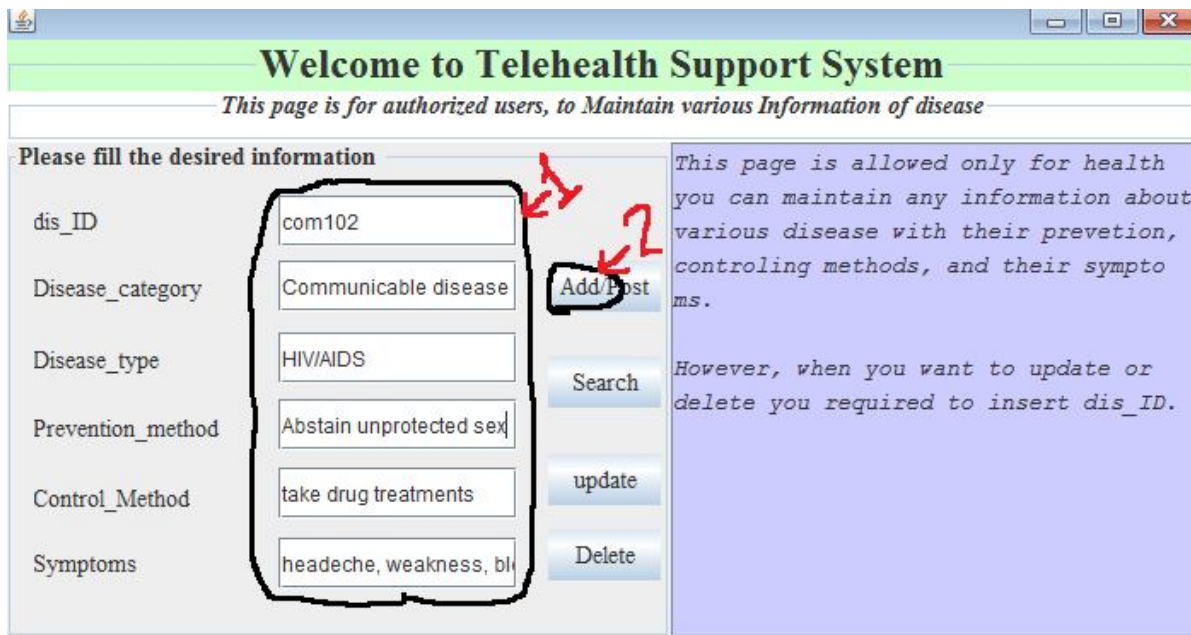 Welcome to Telehealth Support System
This page is for authorized users, to Maintain various Information of disease
Please fill the desired information
dis_ID
com102
1
Disease_category
Communicable disease
2
Add/Post
Disease_type
HIV/AIDS
Search
Prevention_method
Abstain unprotected sex
Control_Method
take drug treatments
update
Symptoms
headeche, weakness,
Delete
This page is allowed only for health
you can maintain any information about
various disease with their prevetion,
controling methods, and their sympto
ms.
However, when you want to update or
delete you required to insert dis_ID.